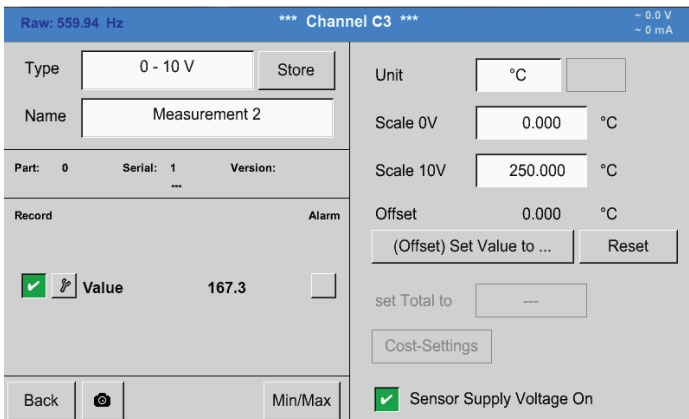 Raw: 559.94 Hz *** Channel C3 *** ~ 0.0 V
~ 0 mA
Type 0 - 10 V Store
Name Measurement 2
Part: 0 Serial: 1 Version:
---
Record Alarm
Value 167.3
Back Min/Max
Unit °C
Scale 0V 0.000 °C
Scale 10V 250.000 °C
Offset 0.000 °C
(Offset) Set Value to ... Reset
set Total to ---
Cost-Settings
Sensor Supply Voltage On